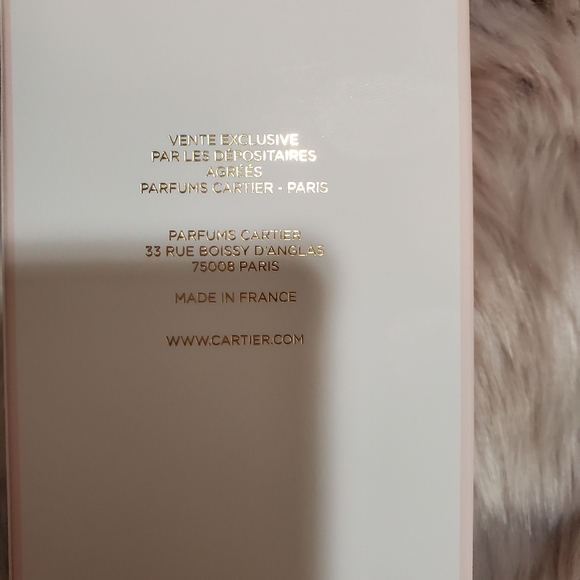 VENTE EXCLUSIVE
PAR LES DÉPOSITAIRES
AGRÉÉS
PARFUMS CARTIER - PARIS
PARFUMS CARTIER
33 RUE BOISSY D'ANGLAS
75008 PARIS
MADE IN FRANCE
WWW.CARTIER.COM